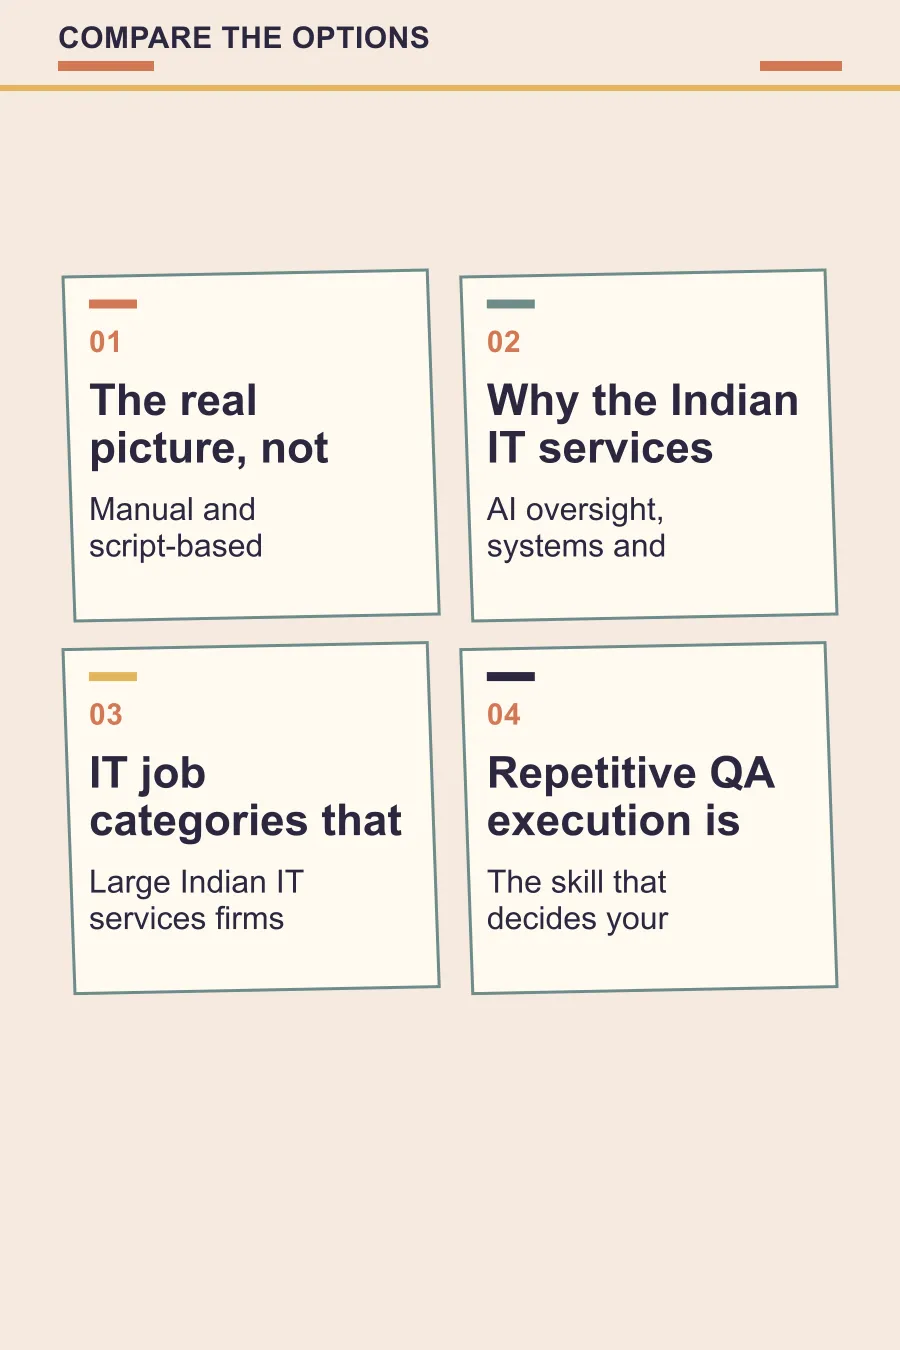 COMPARE THE OPTIONS
01
The real
picture, not
Manual and
script-based
02
Why the Indian
IT services
AI oversight,
systems and
03
IT job
categories that
Large Indian IT
services firms
04
Repetitive QA
execution is
The skill that
decides your